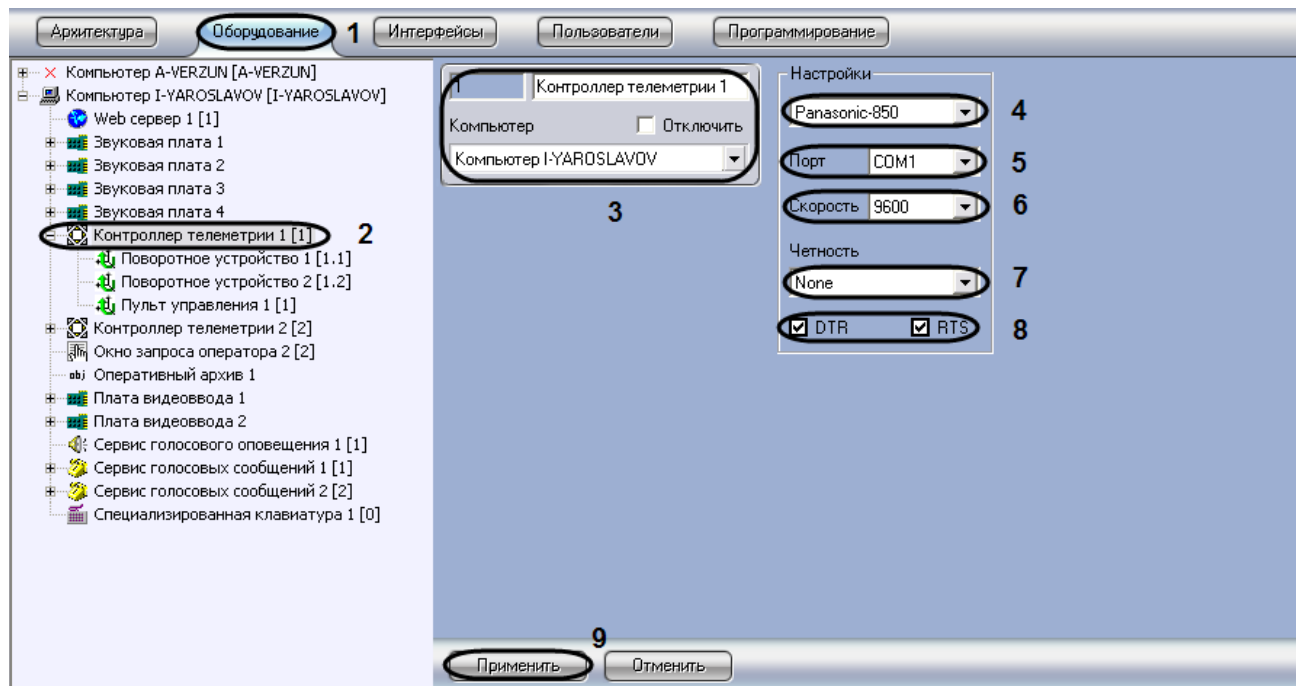 Архитектура Оборудование 1 Интерфейсы Пользователи Программирование
Компьютер A-VERZUN [A-VERZUN]
Компьютер I-YAROSLAVOV [I-YAROSLAVOV]
Web сервер 1 [1]
Звуковая плата 1
Звуковая плата 2
Звуковая плата 3
Звуковая плата 4
Контроллер телеметрии 1 [1] 2
Поворотное устройство 1 [1.1]
Поворотное устройство 2 [1.2]
Пульт управления 1 [1]
Контроллер телеметрии 2 [2]
Окно запроса оператора 2 [2]
obj Оперативный архив 1
Плата видеоввода 1
Плата видеоввода 2
Сервис голосового оповещения 1 [1]
Сервис голосовых сообщений 1 [1]
Сервис голосовых сообщений 2 [2]
Специализированная клавиатура 1 [0]
1 Контроллер телеметрии 1
Компьютер Отключить
Компьютер I-YAROSLAVOV
3
Настройки
Panasonic-850 4
Порт COM1 5
Скорость 9600 6
Четность
None 7
DTR RTS 8
9
Применить Отменить